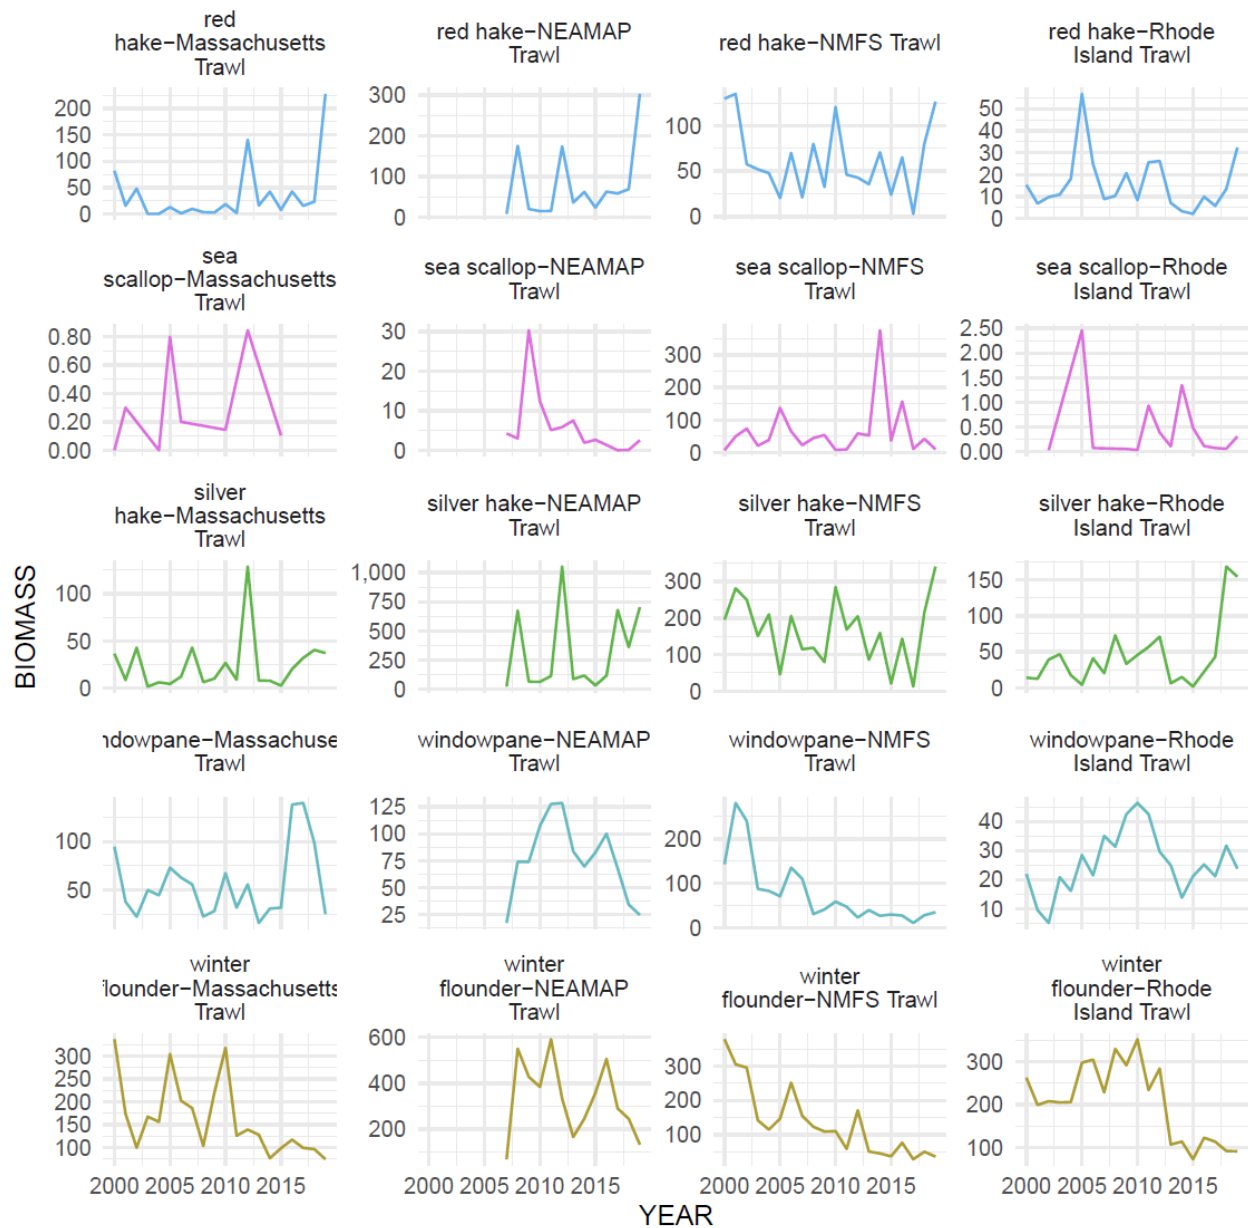 red
hake−Massachusetts
Trawl
red hake−NEAMAP
Trawl
red hake−NMFS Trawl
red hake−Rhode
Island Trawl
200
150
100
50
0
300
200
100
0
100
50
0
50
40
30
20
10
0
sea
scallop−Massachusetts
Trawl
sea scallop−NEAMAP
Trawl
sea scallop−NMFS
Trawl
sea scallop−Rhode
Island Trawl
0.80
0.60
0.40
0.20
0.00
30
20
10
0
300
200
100
0
2.50
2.00
1.50
1.00
0.50
0.00
silver
hake−Massachusetts
Trawl
silver hake−NEAMAP
Trawl
silver hake−NMFS
Trawl
silver hake−Rhode
Island Trawl
100
50
0
1,000
750
500
250
0
300
200
100
0
150
100
50
0
BIOMASS
ndowpane−Massachuse
Trawl
windowpane−NEAMAP
Trawl
windowpane−NMFS
Trawl
windowpane−Rhode
Island Trawl
100
50
125
100
75
50
25
200
100
0
40
30
20
10
winter
flounder−Massachusetts
Trawl
winter
flounder−NEAMAP
Trawl
winter
flounder−NMFS Trawl
winter
flounder−Rhode
Island Trawl
300
250
200
150
100
600
400
200
300
200
100
300
200
100
2000 2005 2010 2015
2000 2005 2010 2015
2000 2005 2010 2015
2000 2005 2010 2015
YEAR